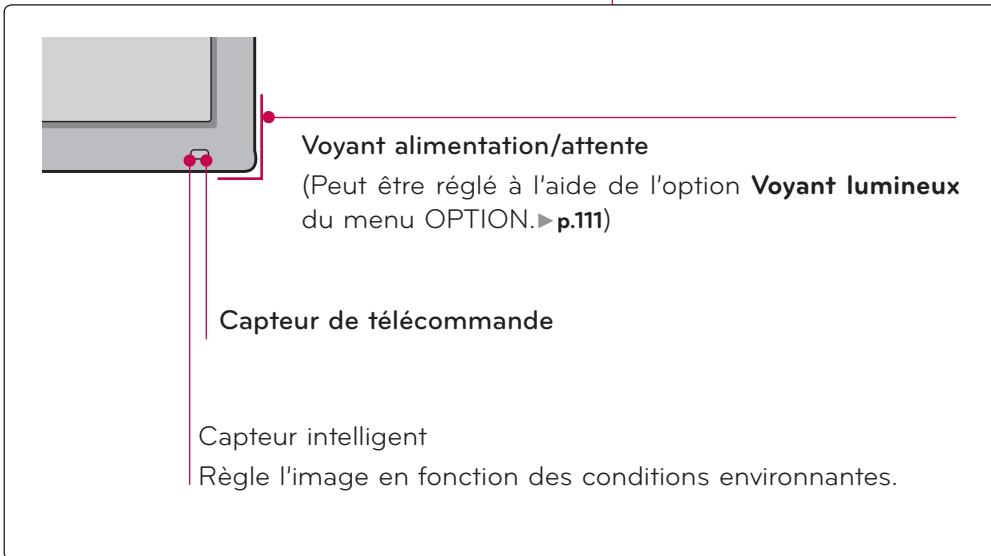 Voyant alimentation/attente
(Peut être réglé à l'aide de l'option Voyant lumineux
du menu OPTION.►p.111)
Capteur de télécommande
Capteur intelligent
Règle l'image en fonction des conditions environnantes.